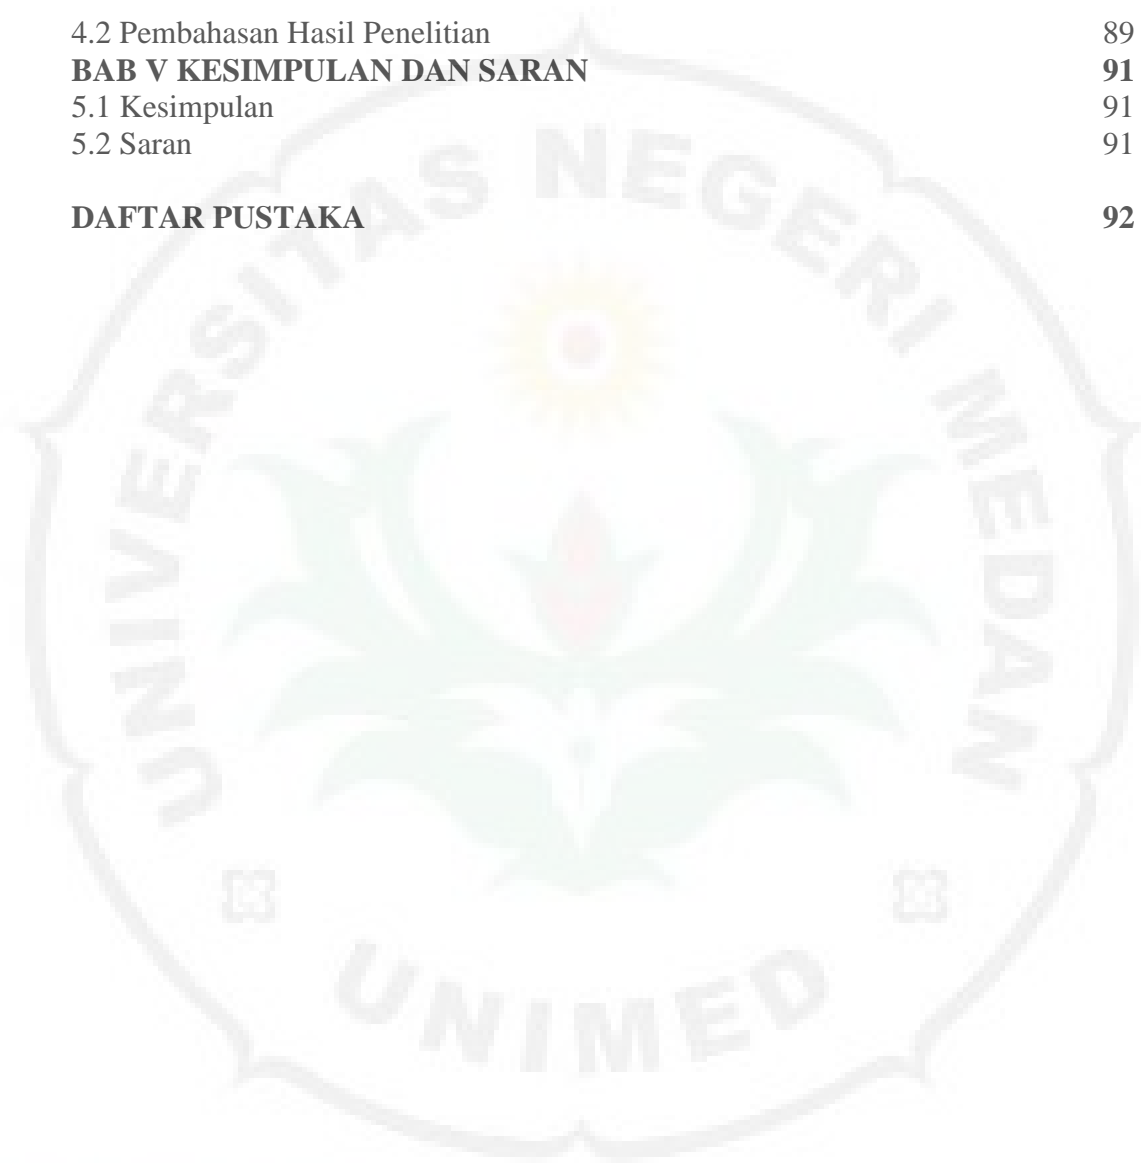 4.2 Pembahasan Hasil Penelitian 89
BAB V KESIMPULAN DAN SARAN 91
5.1 Kesimpulan 91
5.2 Saran 91
DAFTAR PUSTAKA 92
UNIVERSITAS NEGERI MEDAN
UNIMED